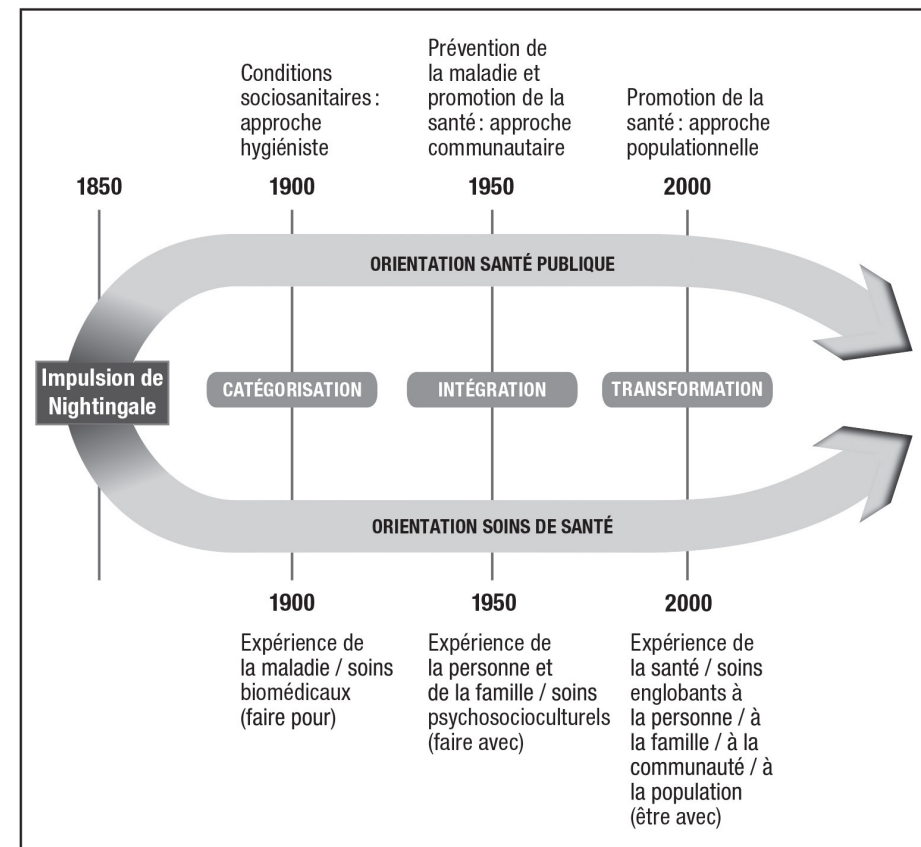 Conditions
sociosanitaires :
approche
hygiéniste
Prévention de
la maladie et
promotion de la
santé : approche
communautaire
Promotion de la
santé : approche
populationnelle
1850
1900
1950
2000
ORIENTATION SANTÉ PUBLIQUE
Impulsion de
Nightingale
CATÉGORISATION
INTÉGRATION
TRANSFORMATION
ORIENTATION SOINS DE SANTÉ
1900
1950
2000
Expérience de
la maladie / soins
biomédicaux
(faire pour)
Expérience de
la personne et
de la famille / soins
psychosocioculturels
(faire avec)
Expérience de
la santé / soins
englobants à
la personne / à
la famille / à la
communauté / à
la population
(être avec)